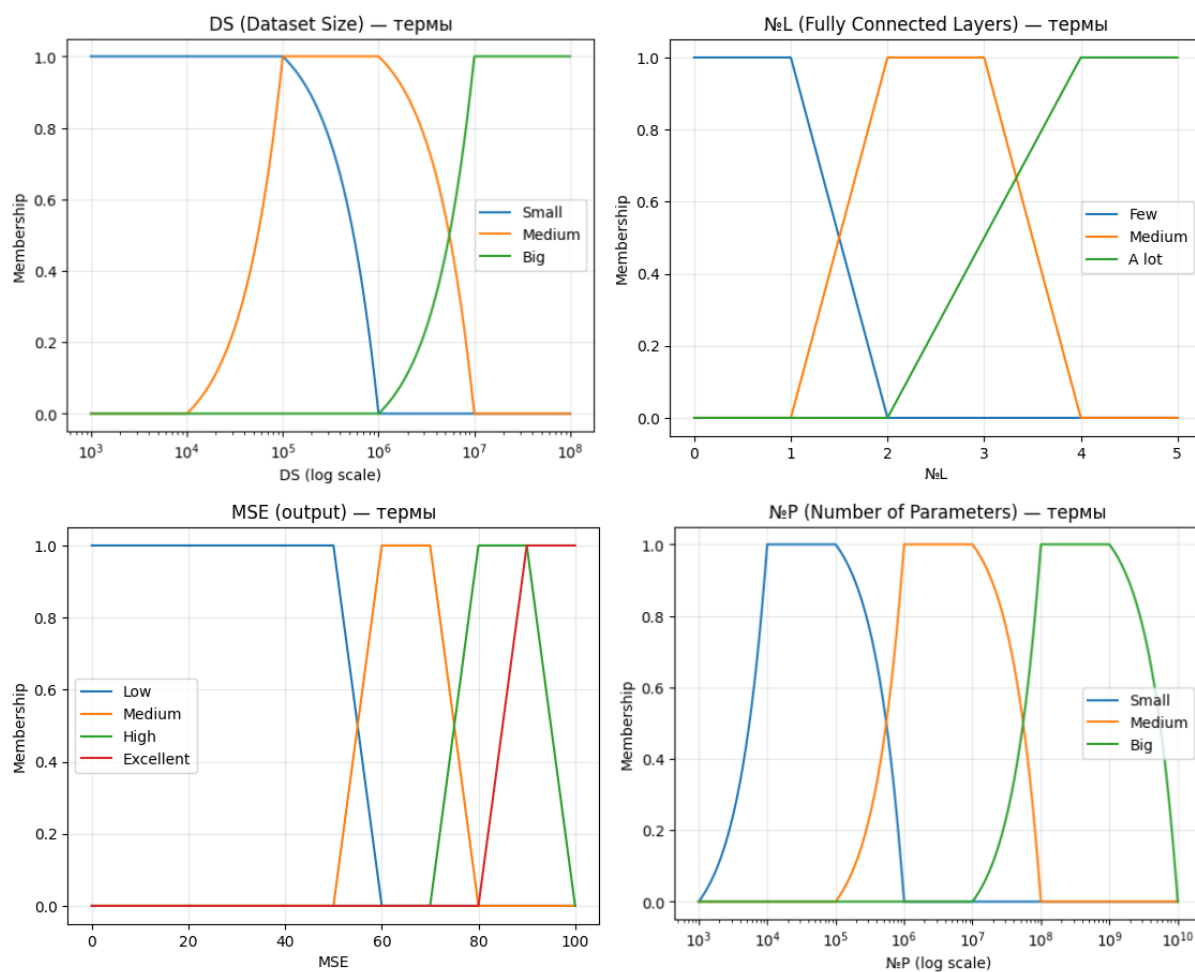 DS (Dataset Size) — термы
Membership
1.0
0.8
0.6
0.4
0.2
0.0
Small
Medium
Big
10³
10⁴
10⁵
10⁶
10⁷
10⁸
DS (log scale)
№L (Fully Connected Layers) — термы
Membership
1.0
0.8
0.6
0.4
0.2
0.0
Few
Medium
A lot
0
1
2
3
4
5
№L
MSE (output) — термы
Membership
1.0
0.8
0.6
0.4
0.2
0.0
Low
Medium
High
Excellent
0
20
40
60
80
100
MSE
№P (Number of Parameters) — термы
Membership
1.0
0.8
0.6
0.4
0.2
0.0
Small
Medium
Big
10³
10⁴
10⁵
10⁶
10⁷
10⁸
10⁹
10¹⁰
№P (log scale)